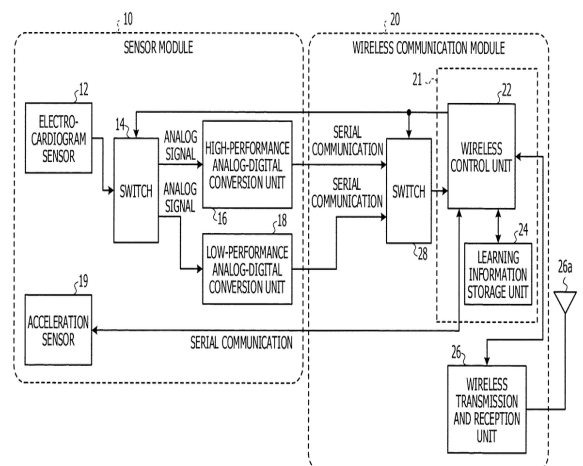 10
SENSOR MODULE
20
WIRELESS COMMUNICATION MODULE
12
ELECTRO-
CARDIOGRAM
SENSOR
14
SWITCH
ANALOG
SIGNAL
ANALOG
SIGNAL
HIGH-PERFORMANCE
ANALOG-DIGITAL
CONVERSION UNIT
16
18
LOW-PERFORMANCE
ANALOG-DIGITAL
CONVERSION UNIT
SERIAL
COMMUNICATION
SERIAL
COMMUNICATION
SWITCH
28
21
22
WIRELESS
CONTROL UNIT
24
LEARNING
INFORMATION
STORAGE UNIT
19
ACCELERATION
SENSOR
SERIAL COMMUNICATION
26
WIRELESS
TRANSMISSION
AND RECEPTION
UNIT
26a